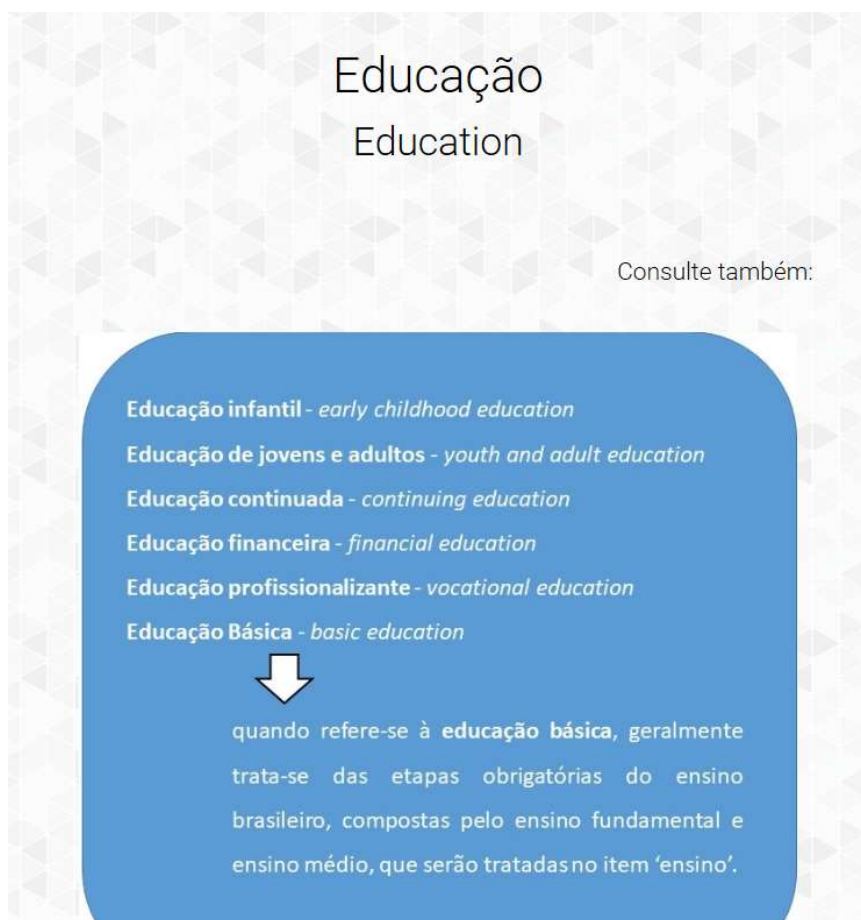 Educação
Education
Consulte também:
Educação infantil - early childhood education
Educação de jovens e adultos - youth and adult education
Educação continuada - continuing education
Educação financeira - financial education
Educação profissionalizante - vocational education
Educação Básica - basic education
quando refere-se à educação básica, geralmente
trata-se das etapas obrigatórias do ensino
brasileiro, compostas pelo ensino fundamental e
ensino médio, que serão tratadas no item ‘ensino’.